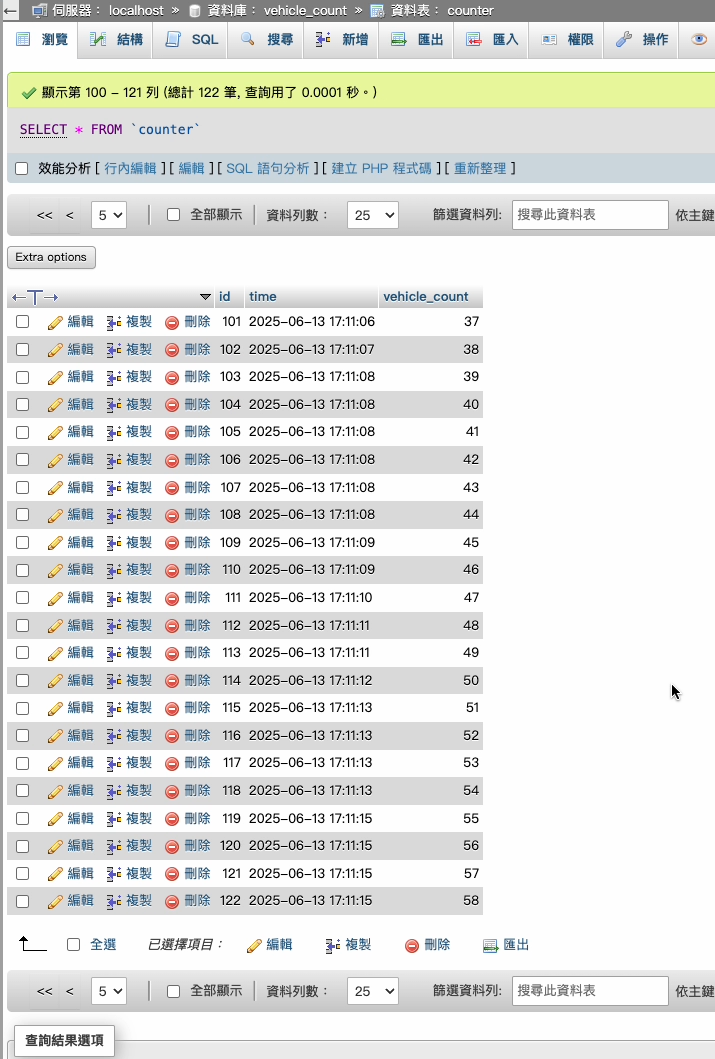 伺服器： localhost » 資料庫： vehicle_count » 資料表： counter
瀏覽 結構 SQL 搜尋 新增 匯出 匯入 權限 操作
顯示第 100 - 121 列 (總計 122 筆, 查詢用了 0.0001 秒。)
SELECT * FROM `counter`
效能分析 [ 行內編輯 ] [ 編輯 ] [ SQL 語句分析 ] [ 建立 PHP 程式碼 ] [ 重新整理 ]
<< < 5 全部顯示 資料列數： 25 篩選資料列: 搜尋此資料表 依主鍵
Extra options
id time vehicle_count
編輯 複製 刪除 101 2025-06-13 17:11:06 37
編輯 複製 刪除 102 2025-06-13 17:11:07 38
編輯 複製 刪除 103 2025-06-13 17:11:08 39
編輯 複製 刪除 104 2025-06-13 17:11:08 40
編輯 複製 刪除 105 2025-06-13 17:11:08 41
編輯 複製 刪除 106 2025-06-13 17:11:08 42
編輯 複製 刪除 107 2025-06-13 17:11:08 43
編輯 複製 刪除 108 2025-06-13 17:11:08 44
編輯 複製 刪除 109 2025-06-13 17:11:09 45
編輯 複製 刪除 110 2025-06-13 17:11:09 46
編輯 複製 刪除 111 2025-06-13 17:11:10 47
編輯 複製 刪除 112 2025-06-13 17:11:11 48
編輯 複製 刪除 113 2025-06-13 17:11:11 49
編輯 複製 刪除 114 2025-06-13 17:11:12 50
編輯 複製 刪除 115 2025-06-13 17:11:13 51
編輯 複製 刪除 116 2025-06-13 17:11:13 52
編輯 複製 刪除 117 2025-06-13 17:11:13 53
編輯 複製 刪除 118 2025-06-13 17:11:13 54
編輯 複製 刪除 119 2025-06-13 17:11:15 55
編輯 複製 刪除 120 2025-06-13 17:11:15 56
編輯 複製 刪除 121 2025-06-13 17:11:15 57
編輯 複製 刪除 122 2025-06-13 17:11:15 58
全選 已選擇項目： 編輯 複製 刪除 匯出
<< < 5 全部顯示 資料列數： 25 篩選資料列: 搜尋此資料表 依主鍵
查詢結果選項